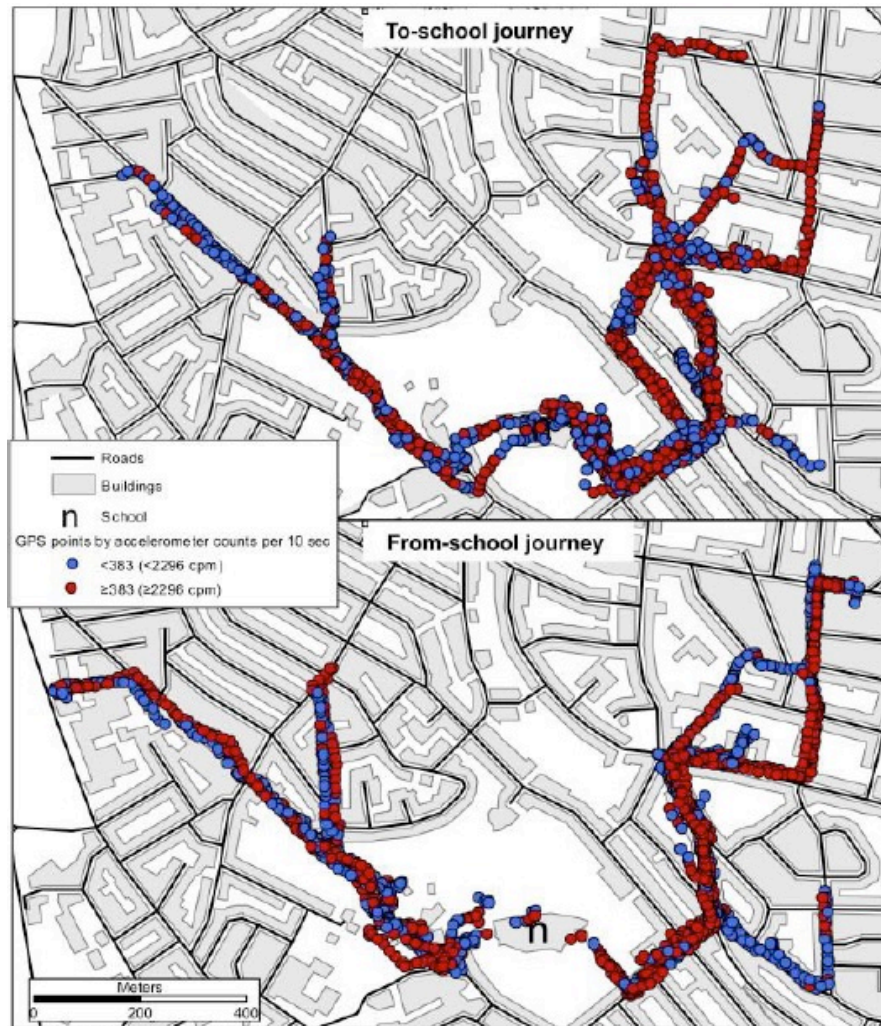 To-school journey
Roads
Buildings
n School
GPS points by accelerometer counts per 10 sec
<383 (<2296 cpm)
≥383 (≥2296 cpm)
From-school journey
n
Meters
0 200 400